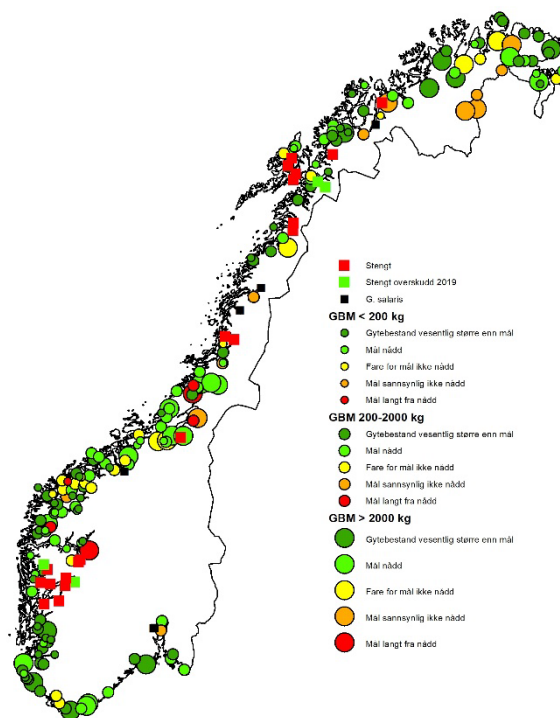 Stengt
Stengt overskudd 2019
G. salaris
GBM < 200 kg
Gytebestand vesentlig større enn mål
Mål nådd
Fare for mål ikke nådd
Mål sannsynlig ikke nådd
Mål langt fra nådd
GBM 200-2000 kg
Gytebestand vesentlig større enn mål
Mål nådd
Fare for mål ikke nådd
Mål sannsynlig ikke nådd
Mål langt fra nådd
GBM > 2000 kg
Gytebestand vesentlig større enn mål
Mål nådd
Fare for mål ikke nådd
Mål sannsynlig ikke nådd
Mål langt fra nådd